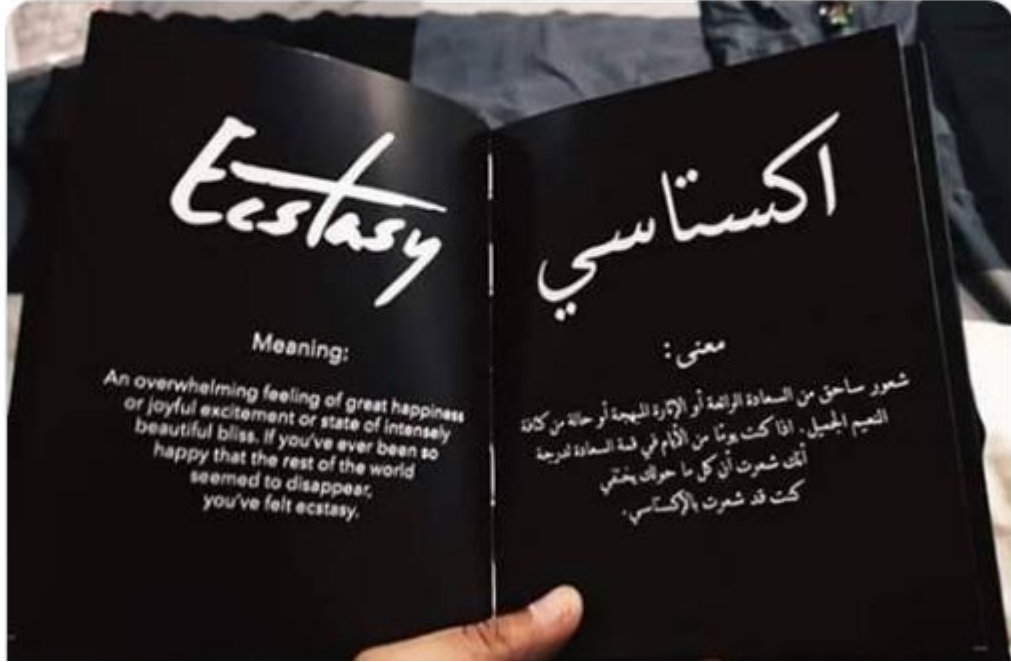 Ecstasy
Meaning:
An overwhelming feeling of great happiness
or joyful excitement or state of intensely
beautiful bliss. If you've ever been so
happy that the rest of the world
seemed to disappear,
you've felt ecstasy.
اكستاسي
معنى :
شعور ساحق من السعادة الرائعة أو الإثارة المبهجة أو حالة من كثافة
النعيم الجميل. اذا كنت يومًا من الأيام في قمة السعادة لدرجة
أنك شعرت أن كل ما حولك يختفي
كنت قد شعرت بالإكستاسي.